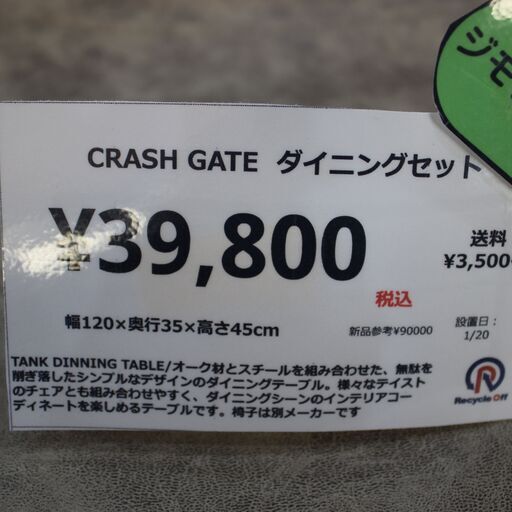 ジモ
CRASH GATE ダイニングセット
¥39,800
税込
送料
¥3,500
幅120×奥行35×高さ45cm
新品参考¥90000
設置日：
1/20
TANK DINNING TABLE/オーク材とスチールを組み合わせた、無駄を
削ぎ落したシンプルなデザインのダイニングテーブル。様々なテイスト
のチェアとも組み合わせやすく、ダイニングシーンのインテリアコー
ディネートを楽しめるテーブルです。椅子は別メーカーです
Recycle Off